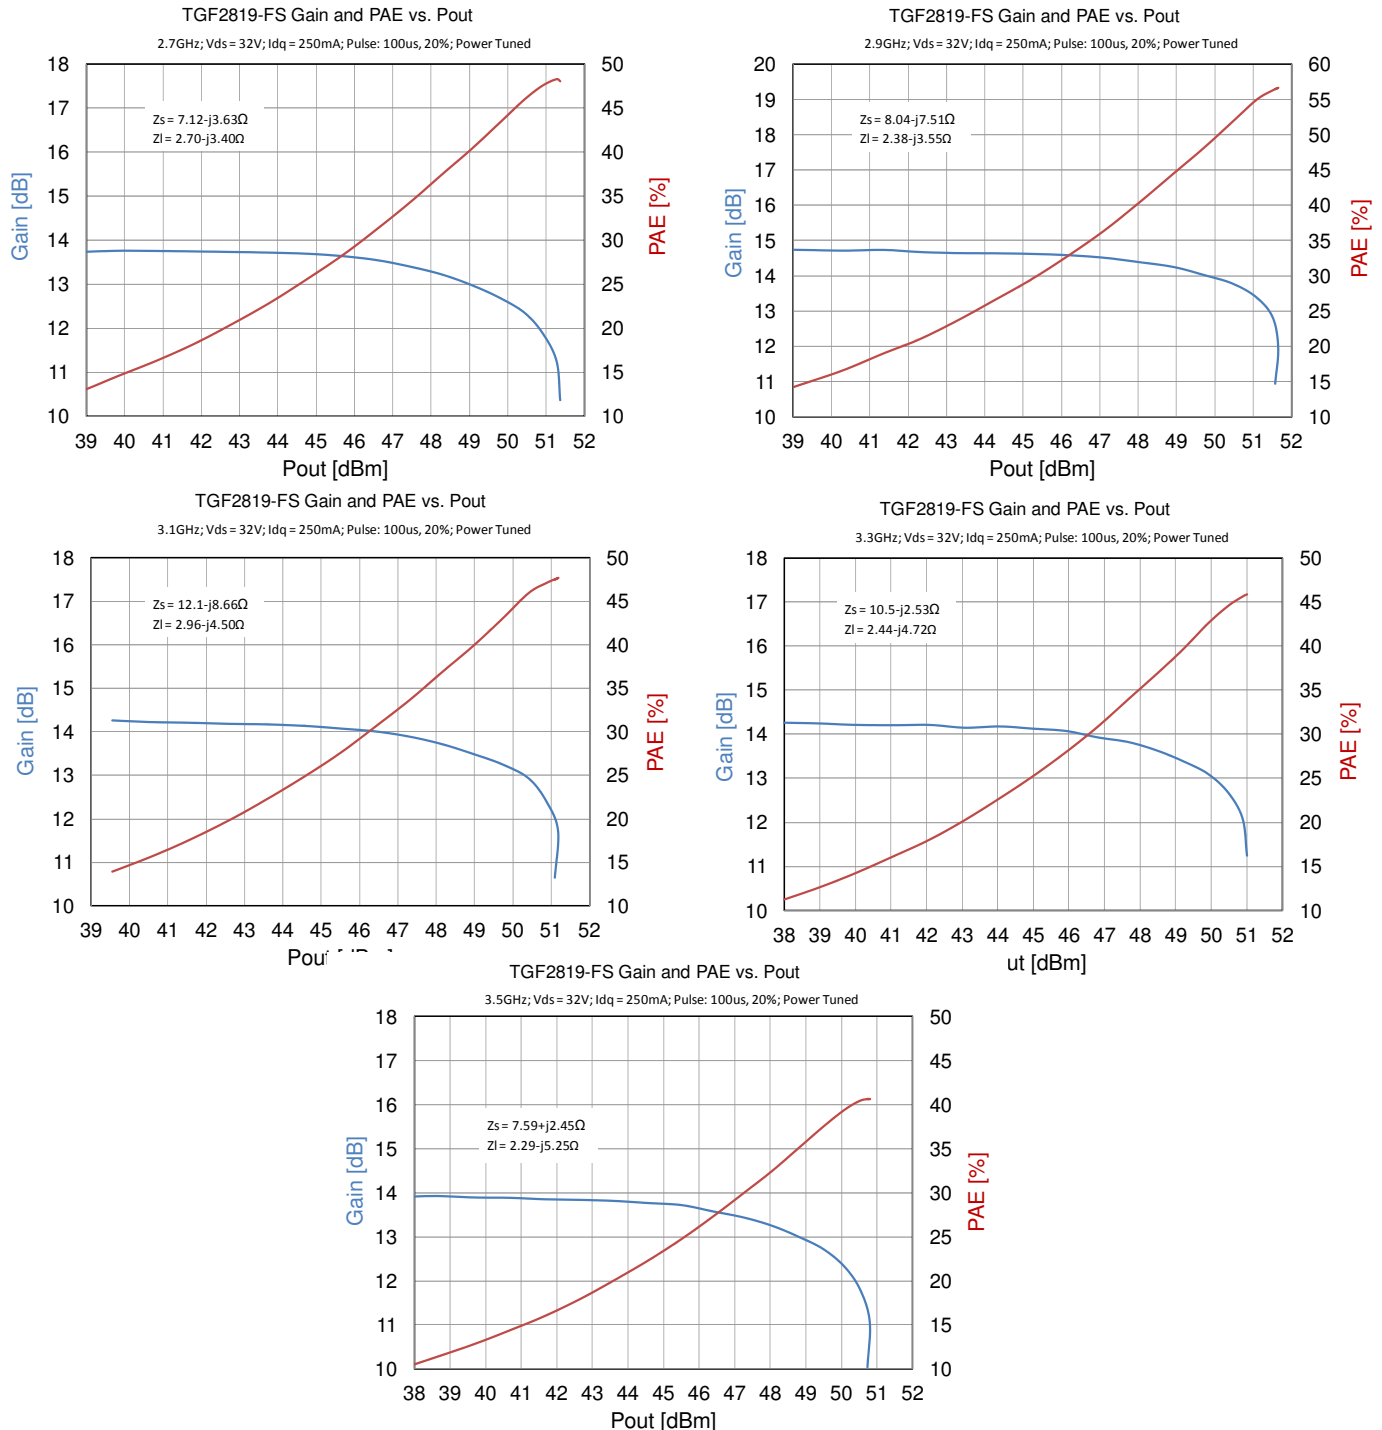 TGF2819-FS Gain and PAE vs. Pout
2.7GHz; Vds = 32V; Idq = 250mA; Pulse: 100us, 20%; Power Tuned
18
17
16
15
14
13
12
11
10
50
45
40
35
30
25
20
15
10
Zs = 7.12-j3.63Ω
Zl = 2.70-j3.40Ω
Gain [dB]
PAE [%]
39 40 41 42 43 44 45 46 47 48 49 50 51 52
Pout [dBm]
TGF2819-FS Gain and PAE vs. Pout
2.9GHz; Vds = 32V; Idq = 250mA; Pulse: 100us, 20%; Power Tuned
20
19
18
17
16
15
14
13
12
11
10
60
55
50
45
40
35
30
25
20
15
10
Zs = 8.04-j7.51Ω
Zl = 2.38-j3.55Ω
Gain [dB]
PAE [%]
39 40 41 42 43 44 45 46 47 48 49 50 51 52
Pout [dBm]
TGF2819-FS Gain and PAE vs. Pout
3.1GHz; Vds = 32V; Idq = 250mA; Pulse: 100us, 20%; Power Tuned
18
17
16
15
14
13
12
11
10
50
45
40
35
30
25
20
15
10
Zs = 12.1-j8.66Ω
Zl = 2.96-j4.50Ω
Gain [dB]
PAE [%]
39 40 41 42 43 44 45 46 47 48 49 50 51 52
Pout
TGF2819-FS Gain and PAE vs. Pout
3.3GHz; Vds = 32V; Idq = 250mA; Pulse: 100us, 20%; Power Tuned
18
17
16
15
14
13
12
11
10
50
45
40
35
30
25
20
15
10
Zs = 10.5-j2.53Ω
Zl = 2.44-j4.72Ω
Gain [dB]
PAE [%]
38 39 40 41 42 43 44 45 46 47 48 49 50 51 52
ut [dBm]
TGF2819-FS Gain and PAE vs. Pout
3.5GHz; Vds = 32V; Idq = 250mA; Pulse: 100us, 20%; Power Tuned
18
17
16
15
14
13
12
11
10
50
45
40
35
30
25
20
15
10
Zs = 7.59+j2.45Ω
Zl = 2.29-j5.25Ω
Gain [dB]
PAE [%]
38 39 40 41 42 43 44 45 46 47 48 49 50 51 52
Pout [dBm]